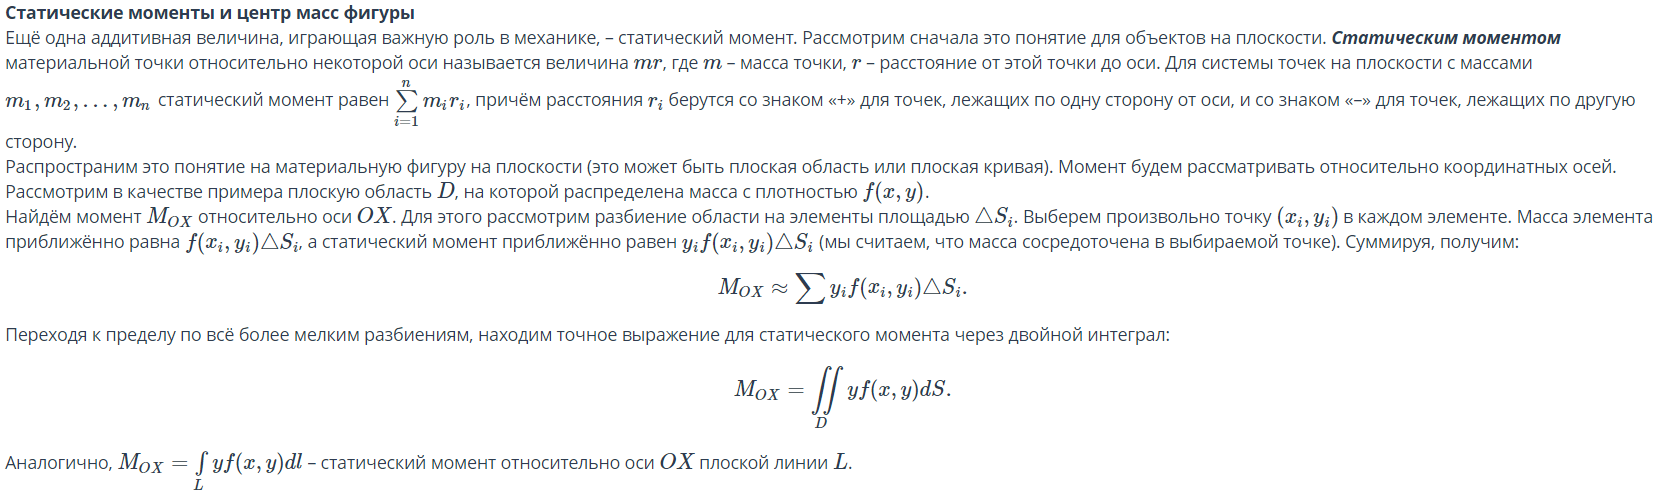 Статические моменты и центр масс фигуры
Ещё одна аддитивная величина, играющая важную роль в механике, – статический момент. Рассмотрим сначала это понятие для объектов на плоскости. Статическим моментом
материальной точки относительно некоторой оси называется величина mr, где m – масса точки, r – расстояние от этой точки до оси. Для системы точек на плоскости с массами
m₁, m₂, …, mₙ статический момент равен ∑ᵢ₌₁ⁿ mᵢrᵢ, причём расстояния rᵢ берутся со знаком «+» для точек, лежащих по одну сторону от оси, и со знаком «–» для точек, лежащих по другую
сторону.
Распространим это понятие на материальную фигуру на плоскости (это может быть плоская область или плоская кривая). Момент будем рассматривать относительно координатных осей.
Рассмотрим в качестве примера плоскую область D, на которой распределена масса с плотностью f(x, y).
Найдём момент M_OX относительно оси OX. Для этого рассмотрим разбиение области на элементы площадью △Sᵢ. Выберем произвольно точку (xᵢ, yᵢ) в каждом элементе. Масса элемента
приближённо равна f(xᵢ, yᵢ)△Sᵢ, а статический момент приближённо равен yᵢf(xᵢ, yᵢ)△Sᵢ (мы считаем, что масса сосредоточена в выбираемой точке). Суммируя, получим:
M_OX ≈ ∑ yᵢf(xᵢ, yᵢ)△Sᵢ.
Переходя к пределу по всё более мелким разбиениям, находим точное выражение для статического момента через двойной интеграл:
M_OX = ∬_D yf(x, y)dS.
Аналогично, M_OX = ∫_L yf(x, y)dl – статический момент относительно оси OX плоской линии L.